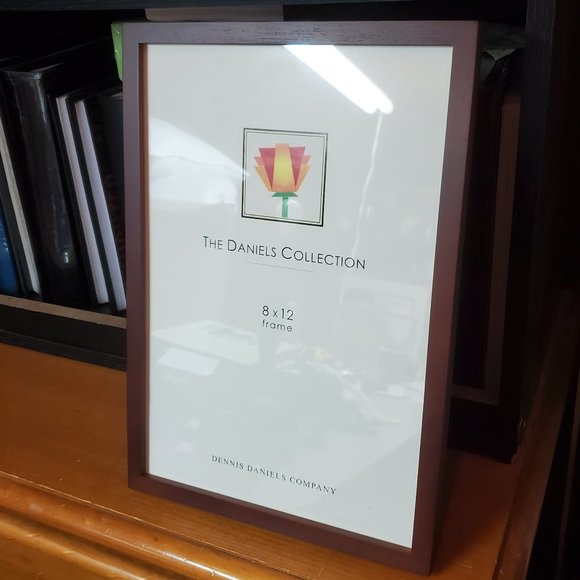 THE DANIELS COLLECTION
8 x 12
frame
DENNIS DANIELS COMPANY